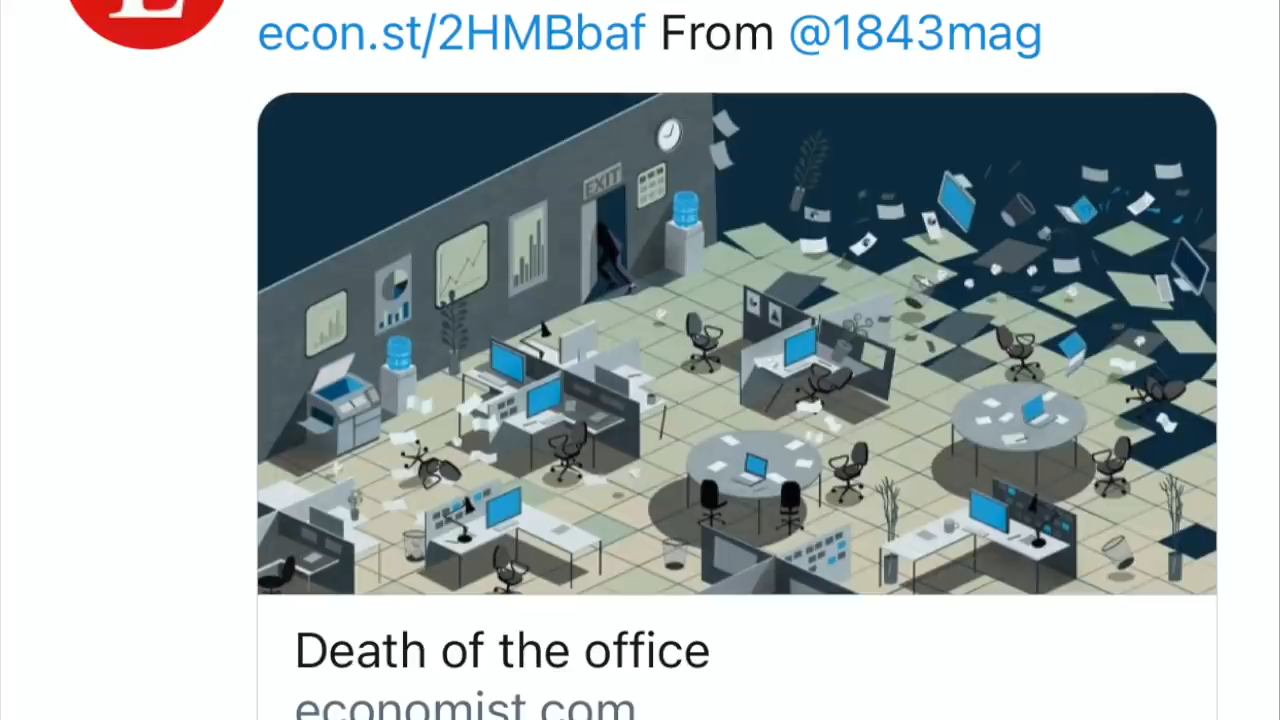 E
econ.st/2HMBbaf From @1843mag
EXIT
Death of the office
economist.com